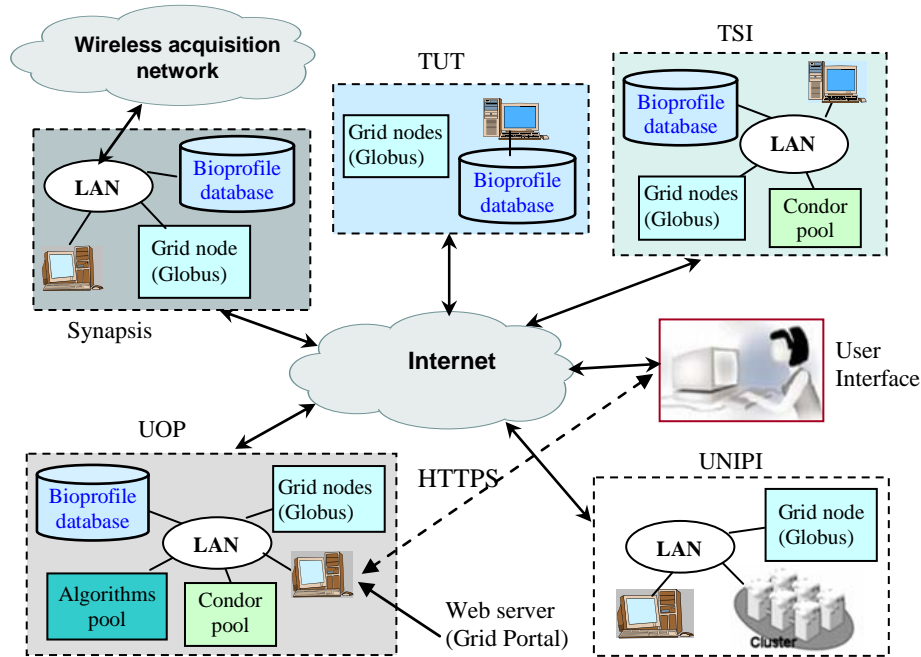 Wireless acquisition
network
TUT
TSI
LAN
Bioprofile
database
Grid node
(Globus)
Synapsis
Grid nodes
(Globus)
Bioprofile
database
Bioprofile
database
LAN
Grid nodes
(Globus)
Condor
pool
Internet
User
Interface
UOP
HTTPS
UNIPI
Bioprofile
database
Grid nodes
(Globus)
LAN
Algorithms
pool
Condor
pool
Web server
(Grid Portal)
Grid node
(Globus)
LAN
Cluster